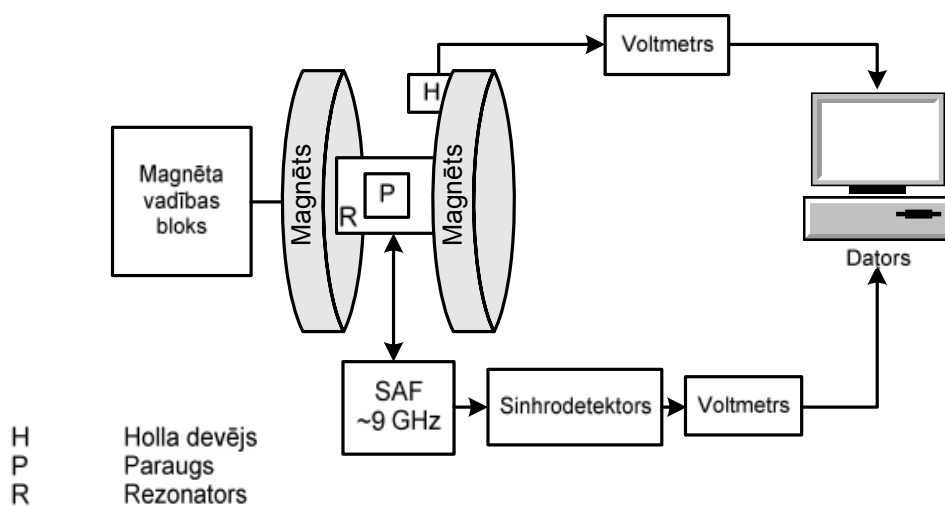 Voltmetrs
H
Magnēts
Magnēts
Magnēta
vadības
bloks
P
R
Dators
SAF
~9 GHz
Sinhrodetektors
Voltmetrs
H Holla devējs
P Paraugs
R Rezonators